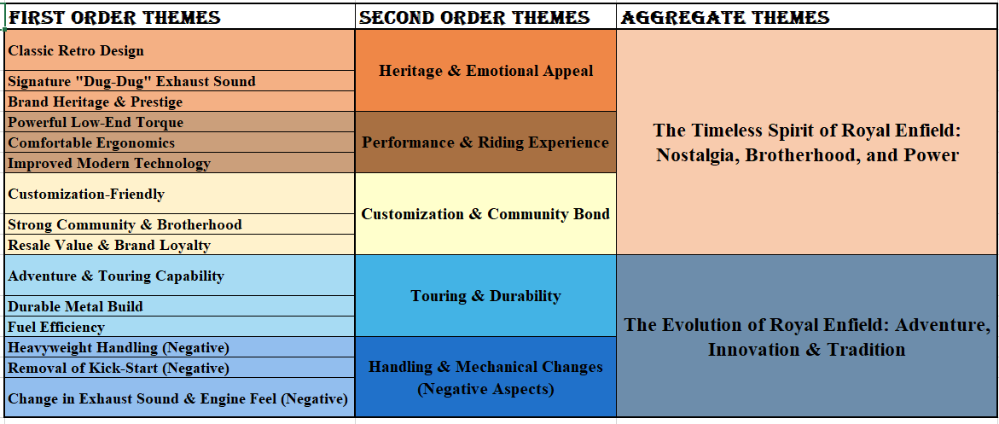 FIRST ORDER THEMES
SECOND ORDER THEMES
AGGREGATE THEMES
Classic Retro Design
Signature "Dug-Dug" Exhaust Sound
Brand Heritage & Prestige
Heritage & Emotional Appeal
Powerful Low-End Torque
Comfortable Ergonomics
Improved Modern Technology
Performance & Riding Experience
Customization-Friendly
Strong Community & Brotherhood
Resale Value & Brand Loyalty
Customization & Community Bond
The Timeless Spirit of Royal Enfield:
Nostalgia, Brotherhood, and Power
Adventure & Touring Capability
Durable Metal Build
Fuel Efficiency
Touring & Durability
Heavyweight Handling (Negative)
Removal of Kick-Start (Negative)
Change in Exhaust Sound & Engine Feel (Negative)
Handling & Mechanical Changes
(Negative Aspects)
The Evolution of Royal Enfield: Adventure,
Innovation & Tradition